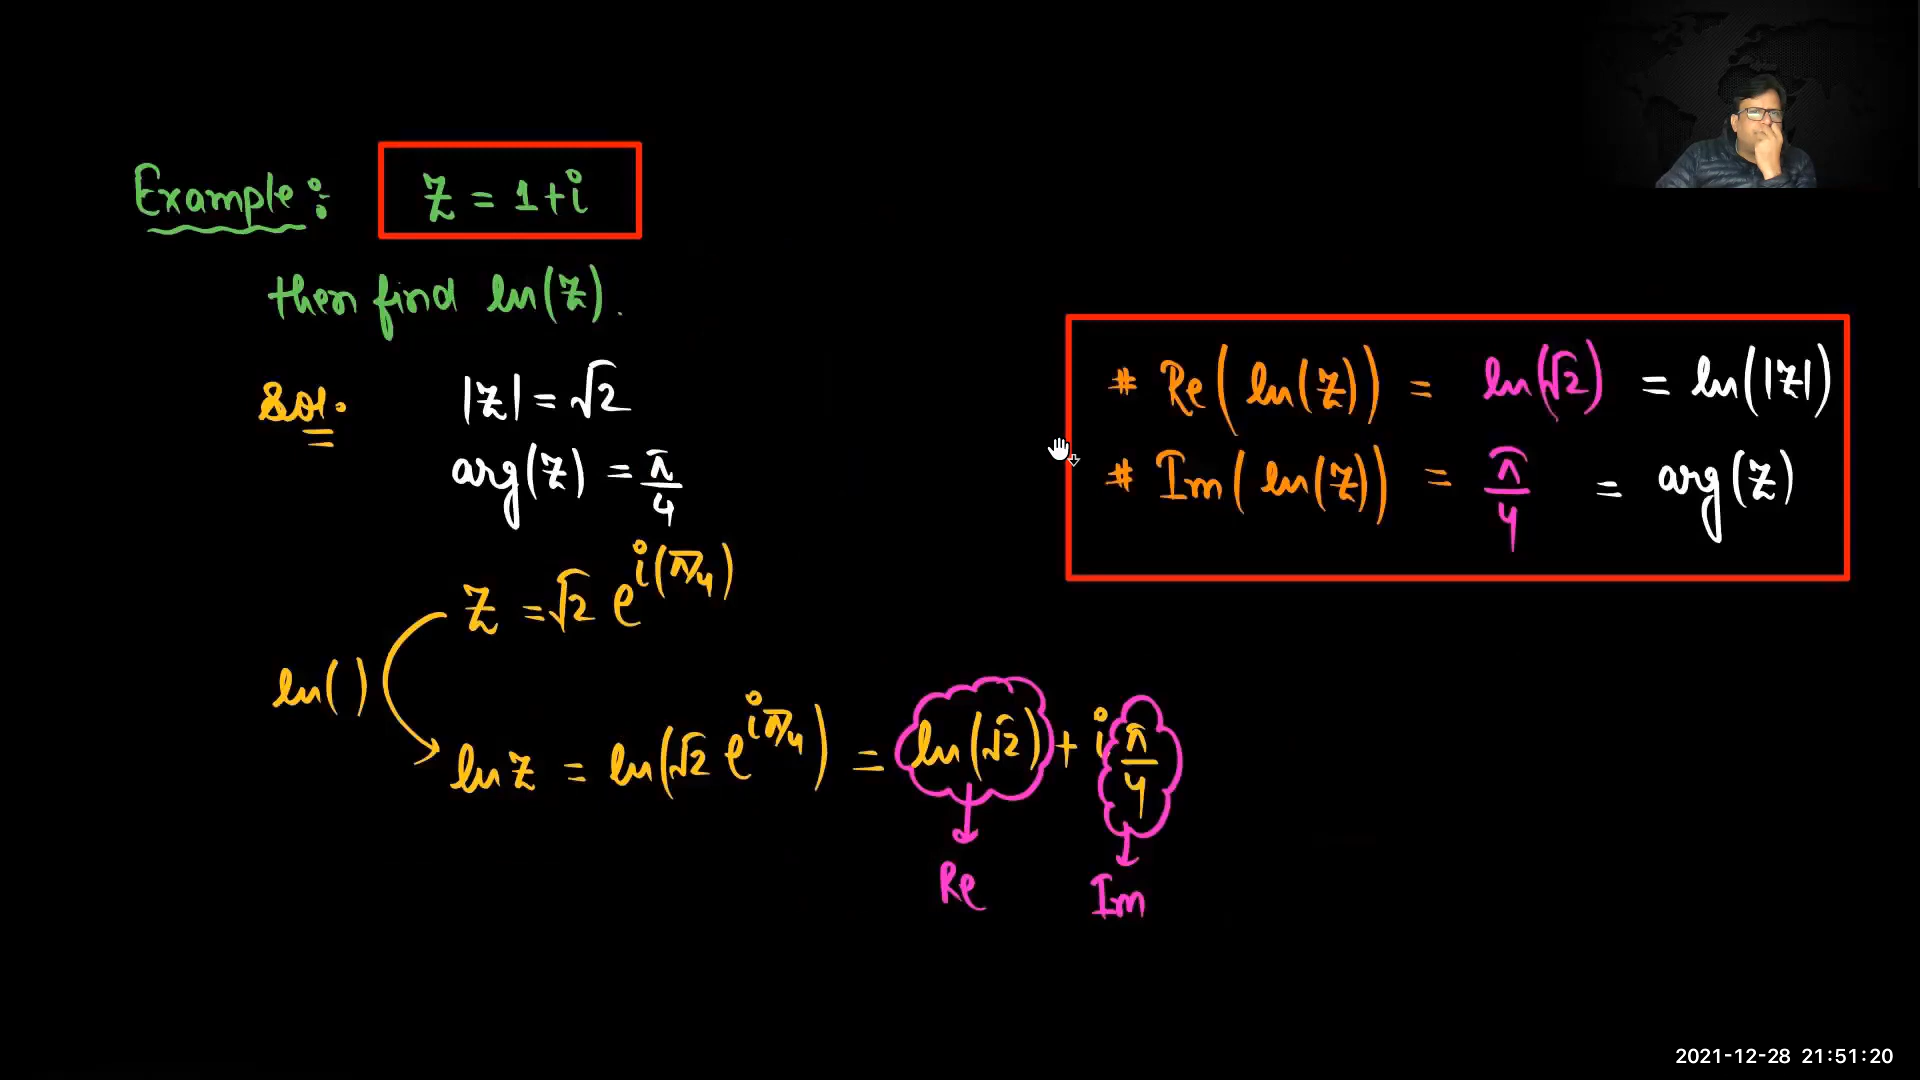 Example: z = 1+i
then find ln(z).
Sol. |z| = √2
arg(z) = π/4
z = √2 e^{i(π/4)}
ln( )
ln z = ln(√2 e^{iπ/4}) = ln(√2) + i π/4
Re Im
# Re(ln(z)) = ln(√2) = ln(|z|)
# Im(ln(z)) = π/4 = arg(z)
2021-12-28 21:51:20